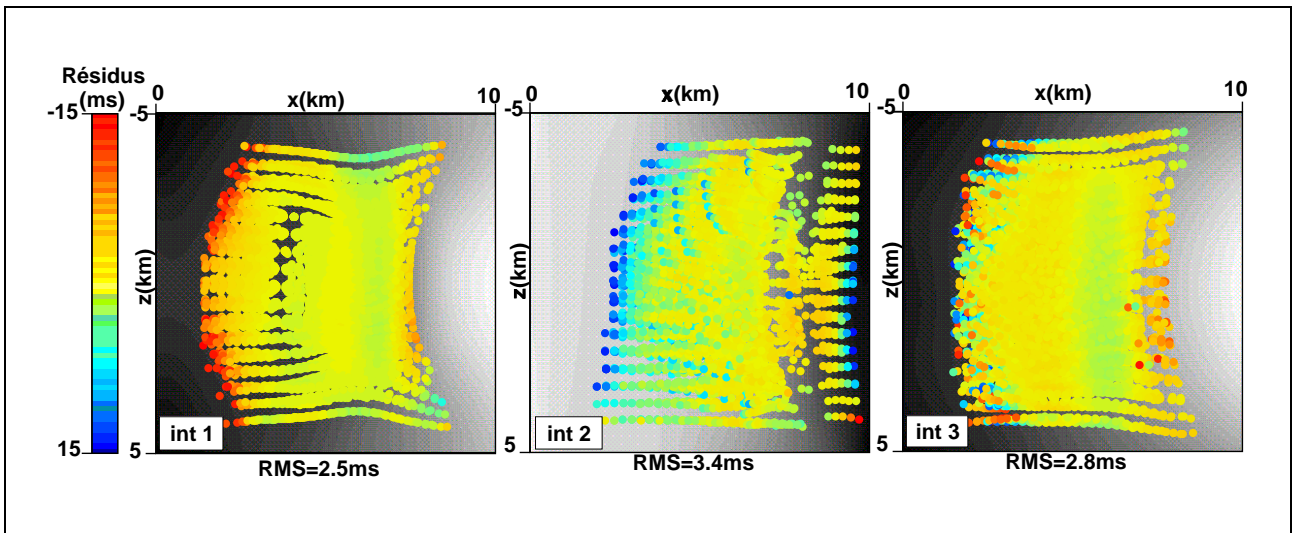 Résidus
(ms)
-15
15
0
x(km)
10
-5
z(km)
5
int 1
RMS=2.5ms
0
x(km)
10
-5
z(km)
5
int 2
RMS=3.4ms
0
x(km)
10
-5
z(km)
5
int 3
RMS=2.8ms